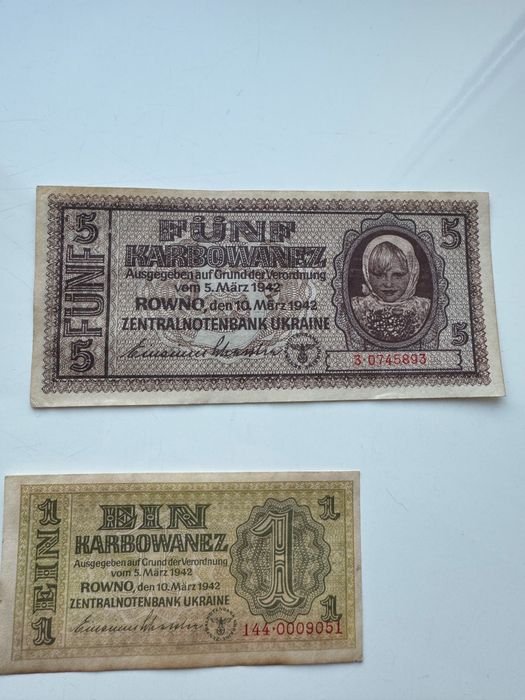 5
FÜNF
5
FÜNF
KARBOWANEZ
Ausgegeben auf Grund der Verordnung
vom 5. März 1942
ROWNO, den 10. März 1942
ZENTRALNOTENBANK UKRAINE
5
5
3·0745893
1
EIN
1
EIN
KARBOWANEZ
Ausgegeben auf Grund der Verordnung
vom 5. März 1942
ROWNO, den 10. März 1942
ZENTRALNOTENBANK UKRAINE
1
1
1
144·0009051